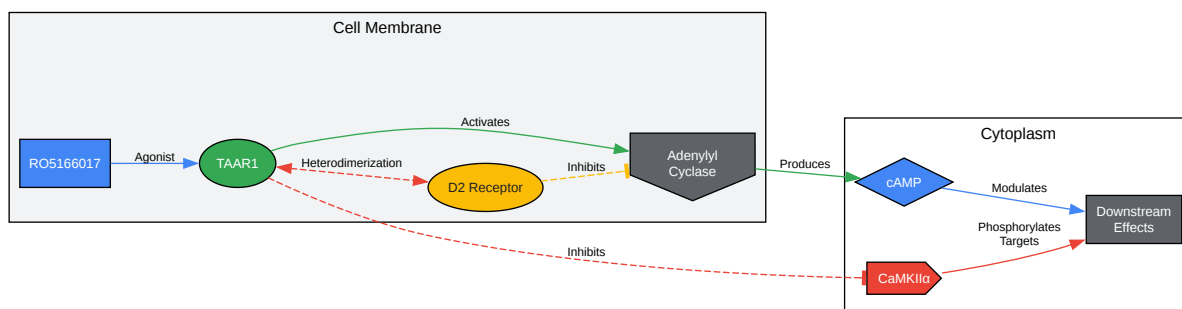 Cell Membrane
RO5166017
Agonist
TAAR1
Activates
Heterodimerization
D2 Receptor
Inhibits
Adenylyl
Cyclase
Produces
Inhibits
Cytoplasm
cAMP
Modulates
Phosphorylates
Targets
CaMKIIα
Downstream
Effects